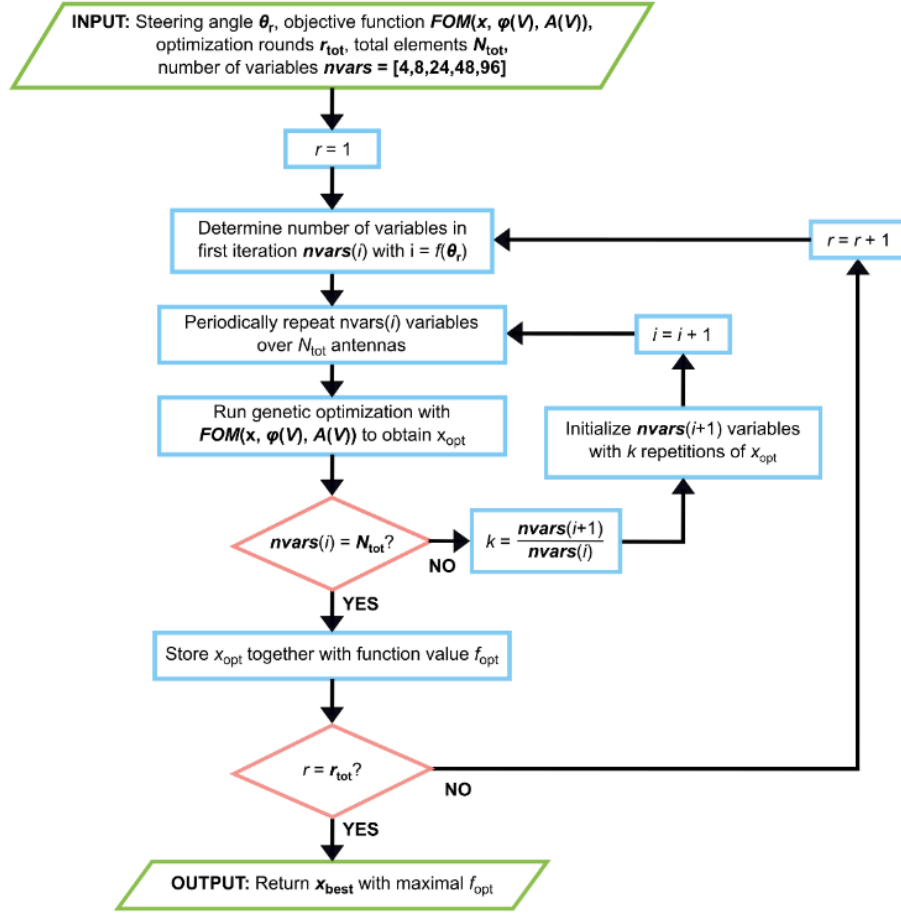 INPUT: Steering angle θr, objective function FOM(x, φ(V), A(V)),
optimization rounds rtot, total elements Ntot,
number of variables nvars = [4,8,24,48,96]
r = 1
Determine number of variables in
first iteration nvars(i) with i = f(θr)
r = r + 1
Periodically repeat nvars(i) variables
over Ntot antennas
i = i + 1
Run genetic optimization with
FOM(x, φ(V), A(V)) to obtain xopt
Initialize nvars(i+1) variables
with k repetitions of xopt
nvars(i) = Ntot?
NO
k = nvars(i+1)
nvars(i)
YES
Store xopt together with function value fopt
r = rtot?
NO
YES
OUTPUT: Return xbest with maximal fopt